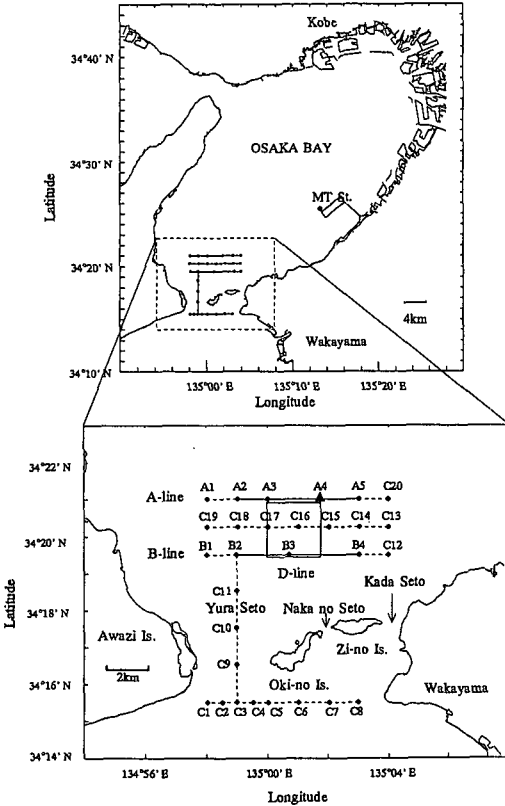 Kobe
34°40' N
34°30' N
34°20' N
34°10' N
Latitude
OSAKA BAY
MT St.
4km
Wakayama
135°00' E 135°10' E 135°20' E
Longitude
34°22' N
34°20' N
34°18' N
34°16' N
34°14' N
Latitude
A1 A2 A3 A4 A5 C20
A-line
C19 C18 C17 C16 C15 C14 C13
B1 B2 B3 B4 C12
B-line
D-line
Kada Seto
C11
Yura Seto
Naka no Seto
C10
Awazi Is.
Zi-no Is.
C9
2km
Oki-no Is.
Wakayama
C1 C2 C3 C4 C5 C6 C7 C8
134°56' E 135°00' E 135°04' E
Longitude